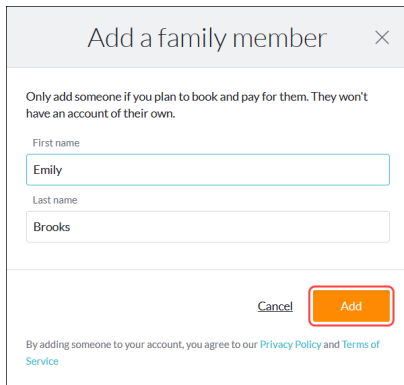 Add a family member
Only add someone if you plan to book and pay for them. They won't
have an account of their own.
First name
Emily
Last name
Brooks
Cancel
Add
By adding someone to your account, you agree to our Privacy Policy and Terms of
Service